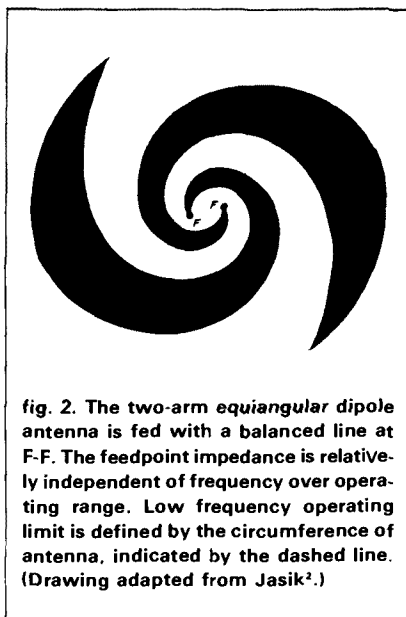 F
F
fig. 2. The two-arm equiangular dipole
antenna is fed with a balanced line at
F-F. The feedpoint impedance is relative-
ly independent of frequency over opera-
ting range. Low frequency operating
limit is defined by the circumference of
antenna, indicated by the dashed line.
(Drawing adapted from Jasik².)